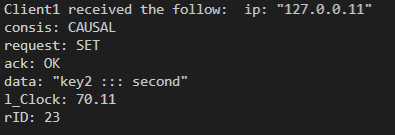 Client1 received the follow:  ip: "127.0.0.11"
consis: CAUSAL
request: SET
ack: OK
data: "key2 ::: second"
l_Clock: 70.11
rID: 23